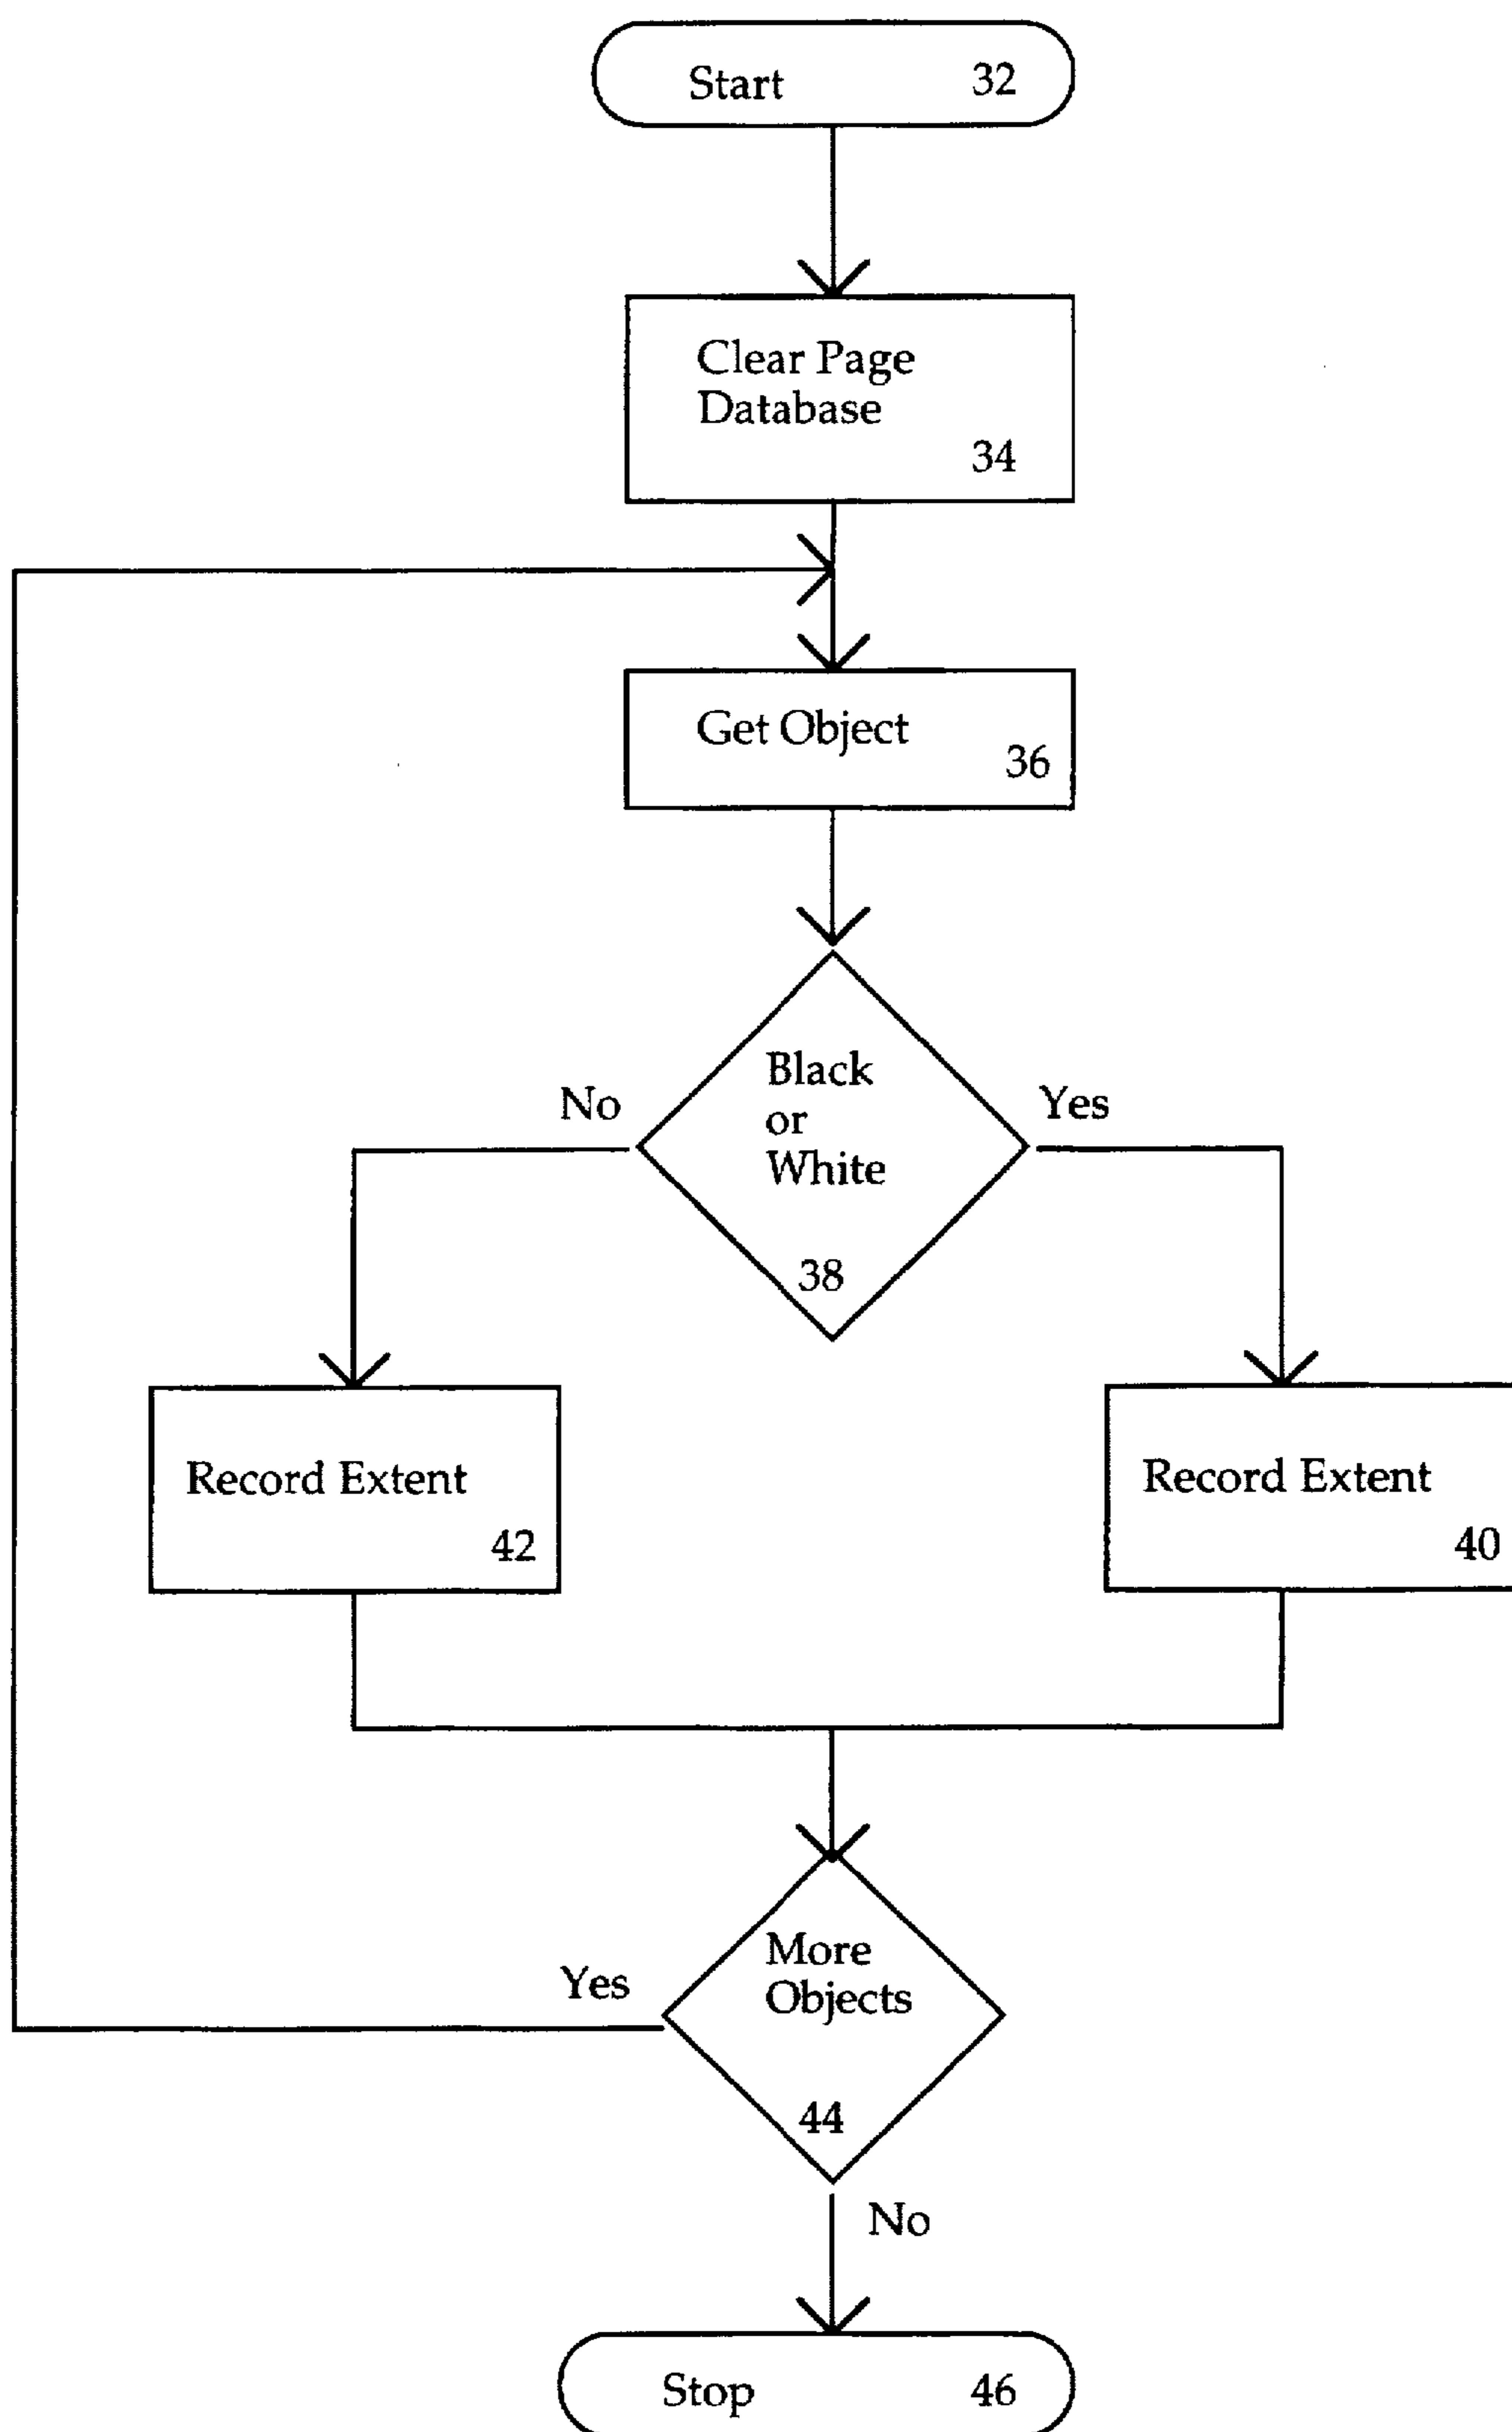 Start 32
Clear Page
Database
34
Get Object
36
Black
or
White
38
No
Yes
Record Extent
42
Record Extent
40
More
Objects
44
Yes
No
Stop 46